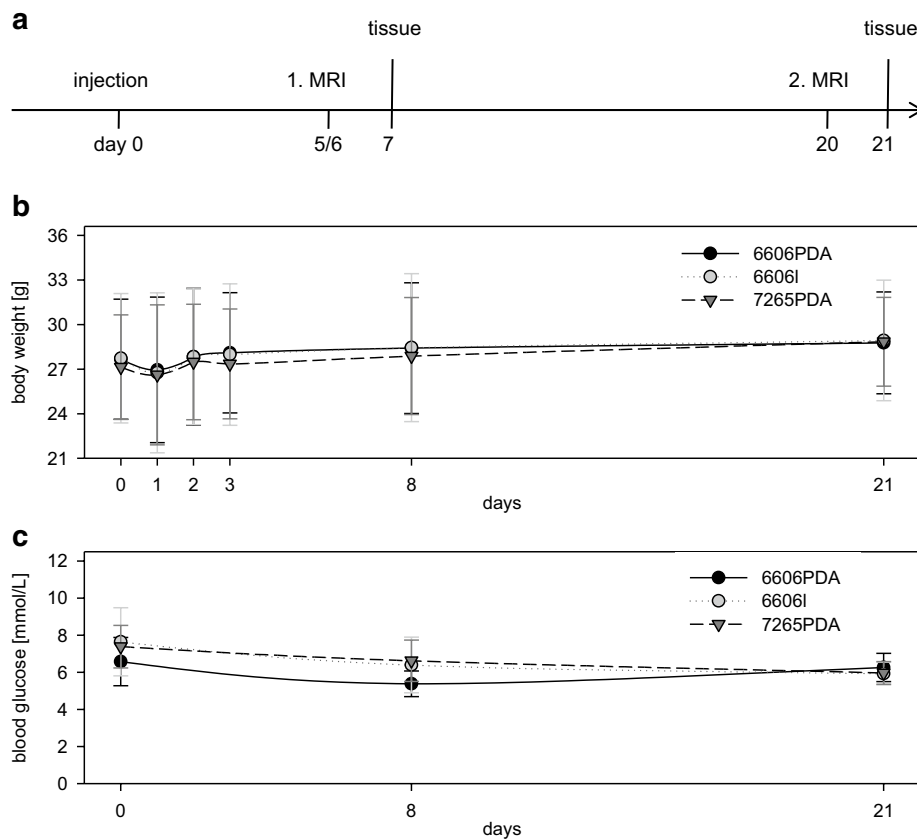 a
tissue tissue
injection 1. MRI 2. MRI
day 0 5/6 7 20 21
b
36
33
30
27
24
21
body weight [g]
6606PDA
6606I
7265PDA
0 1 2 3 8 21
days
c
12
10
8
6
4
2
0
blood glucose [mmol/L]
6606PDA
6606I
7265PDA
0 8 21
days